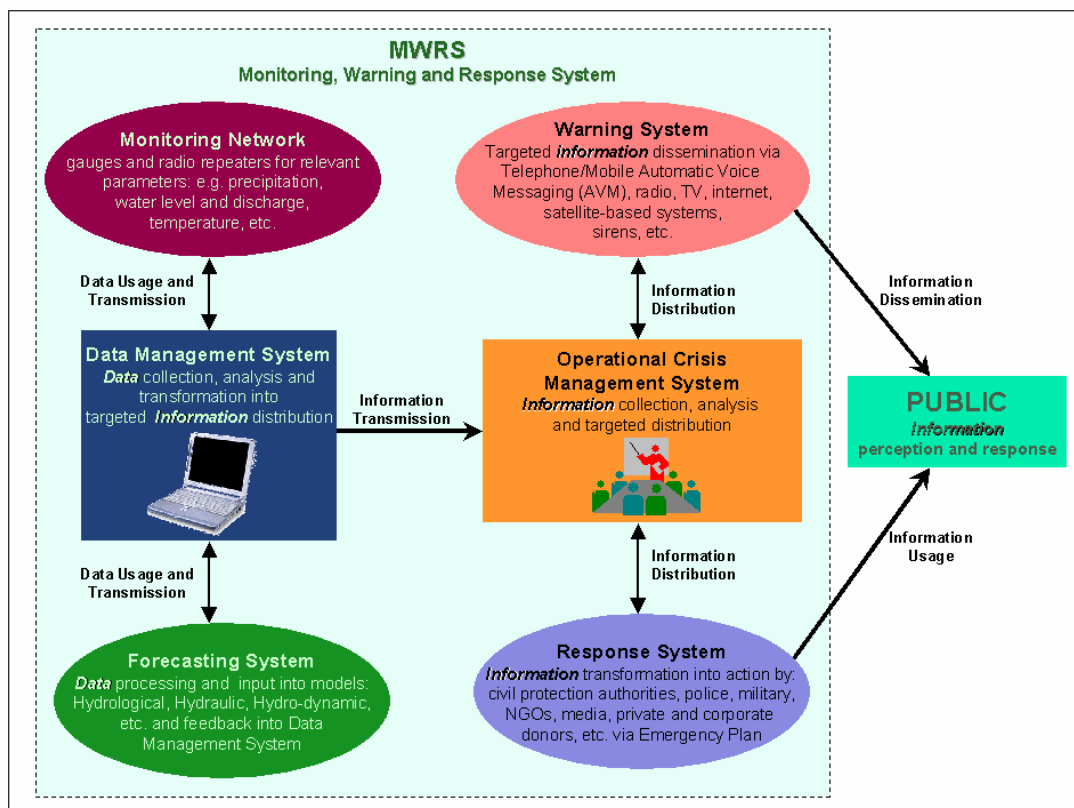 MWRS
Monitoring, Warning and Response System
Monitoring Network
gauges and radio repeaters for relevant
parameters: e.g. precipitation,
water level and discharge,
temperature, etc.
Warning System
Targeted information dissemination via
Telephone/Mobile Automatic Voice
Messaging (AVM), radio, TV, internet,
satellite-based systems,
sirens, etc.
Data Usage and
Transmission
Information
Distribution
Information
Dissemination
Data Management System
Data collection, analysis and
transformation into
targeted Information distribution
Information
Transmission
Operational Crisis
Management System
Information collection, analysis
and targeted distribution
PUBLIC
Information
perception and response
Data Usage and
Transmission
Information
Distribution
Information
Usage
Forecasting System
Data processing and input into models:
Hydrological, Hydraulic, Hydro-dynamic,
etc. and feedback into Data
Management System
Response System
Information transformation into action by:
civil protection authorities, police, military,
NGOs, media, private and corporate
donors, etc. via Emergency Plan